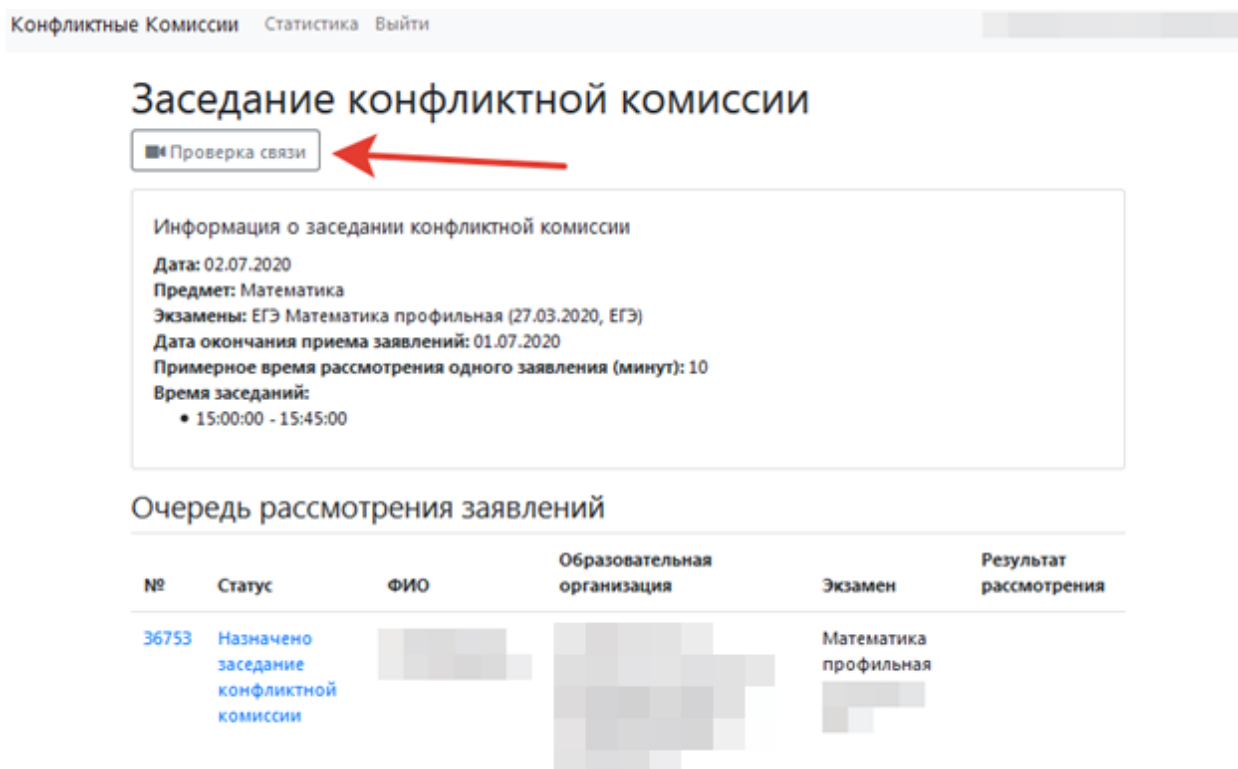 Конфликтные Комиссии Статистика Выйти
Заседание конфликтной комиссии
Проверка связи
Информация о заседании конфликтной комиссии
Дата: 02.07.2020
Предмет: Математика
Экзамены: ЕГЭ Математика профильная (27.03.2020, ЕГЭ)
Дата окончания приема заявлений: 01.07.2020
Примерное время рассмотрения одного заявления (минут): 10
Время заседаний:
• 15:00:00 - 15:45:00
Очередь рассмотрения заявлений
№ Статус ФИО Образовательная организация Экзамен Результат рассмотрения
36753 Назначено Математика
заседание профильная
конфликтной
комиссии